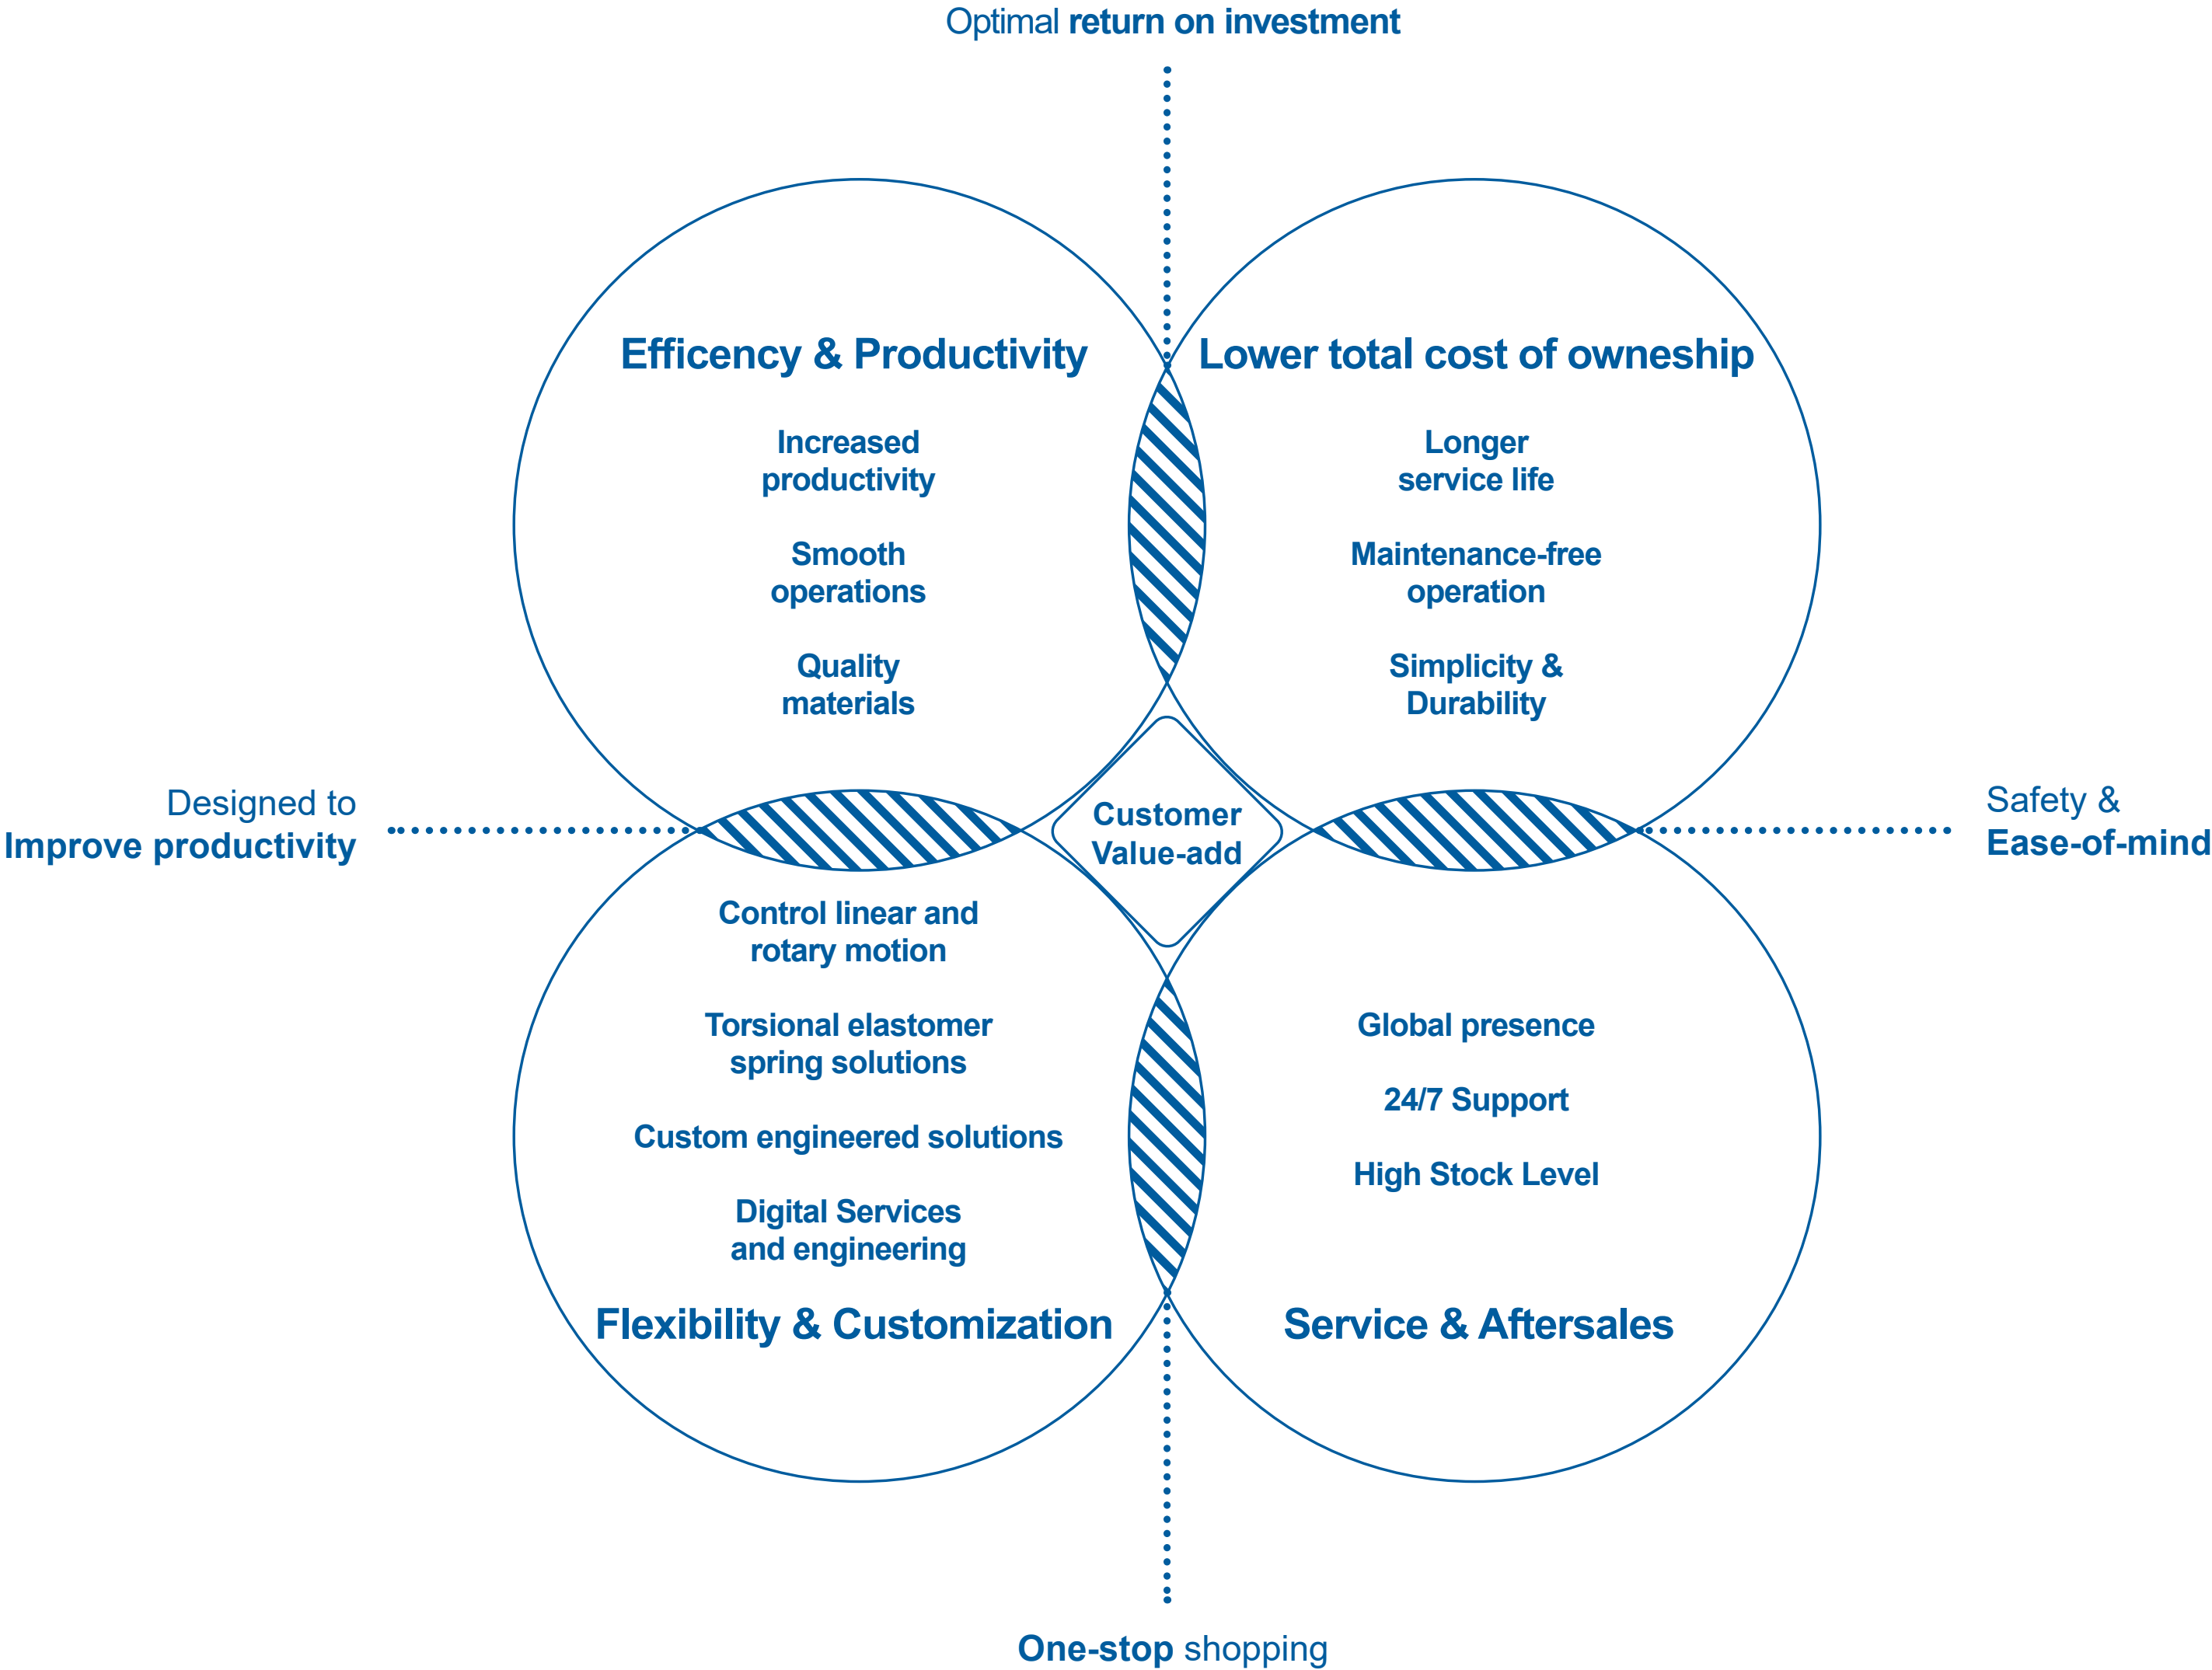 Optimal return on investment
Efficency & Productivity
Increased
productivity
Smooth
operations
Quality
materials
Lower total cost of owneship
Longer
service life
Maintenance-free
operation
Simplicity &
Durability
Designed to
Improve productivity
Customer
Value-add
Safety &
Ease-of-mind
Control linear and
rotary motion
Torsional elastomer
spring solutions
Custom engineered solutions
Digital Services
and engineering
Flexibility & Customization
Global presence
24/7 Support
High Stock Level
Service & Aftersales
One-stop shopping